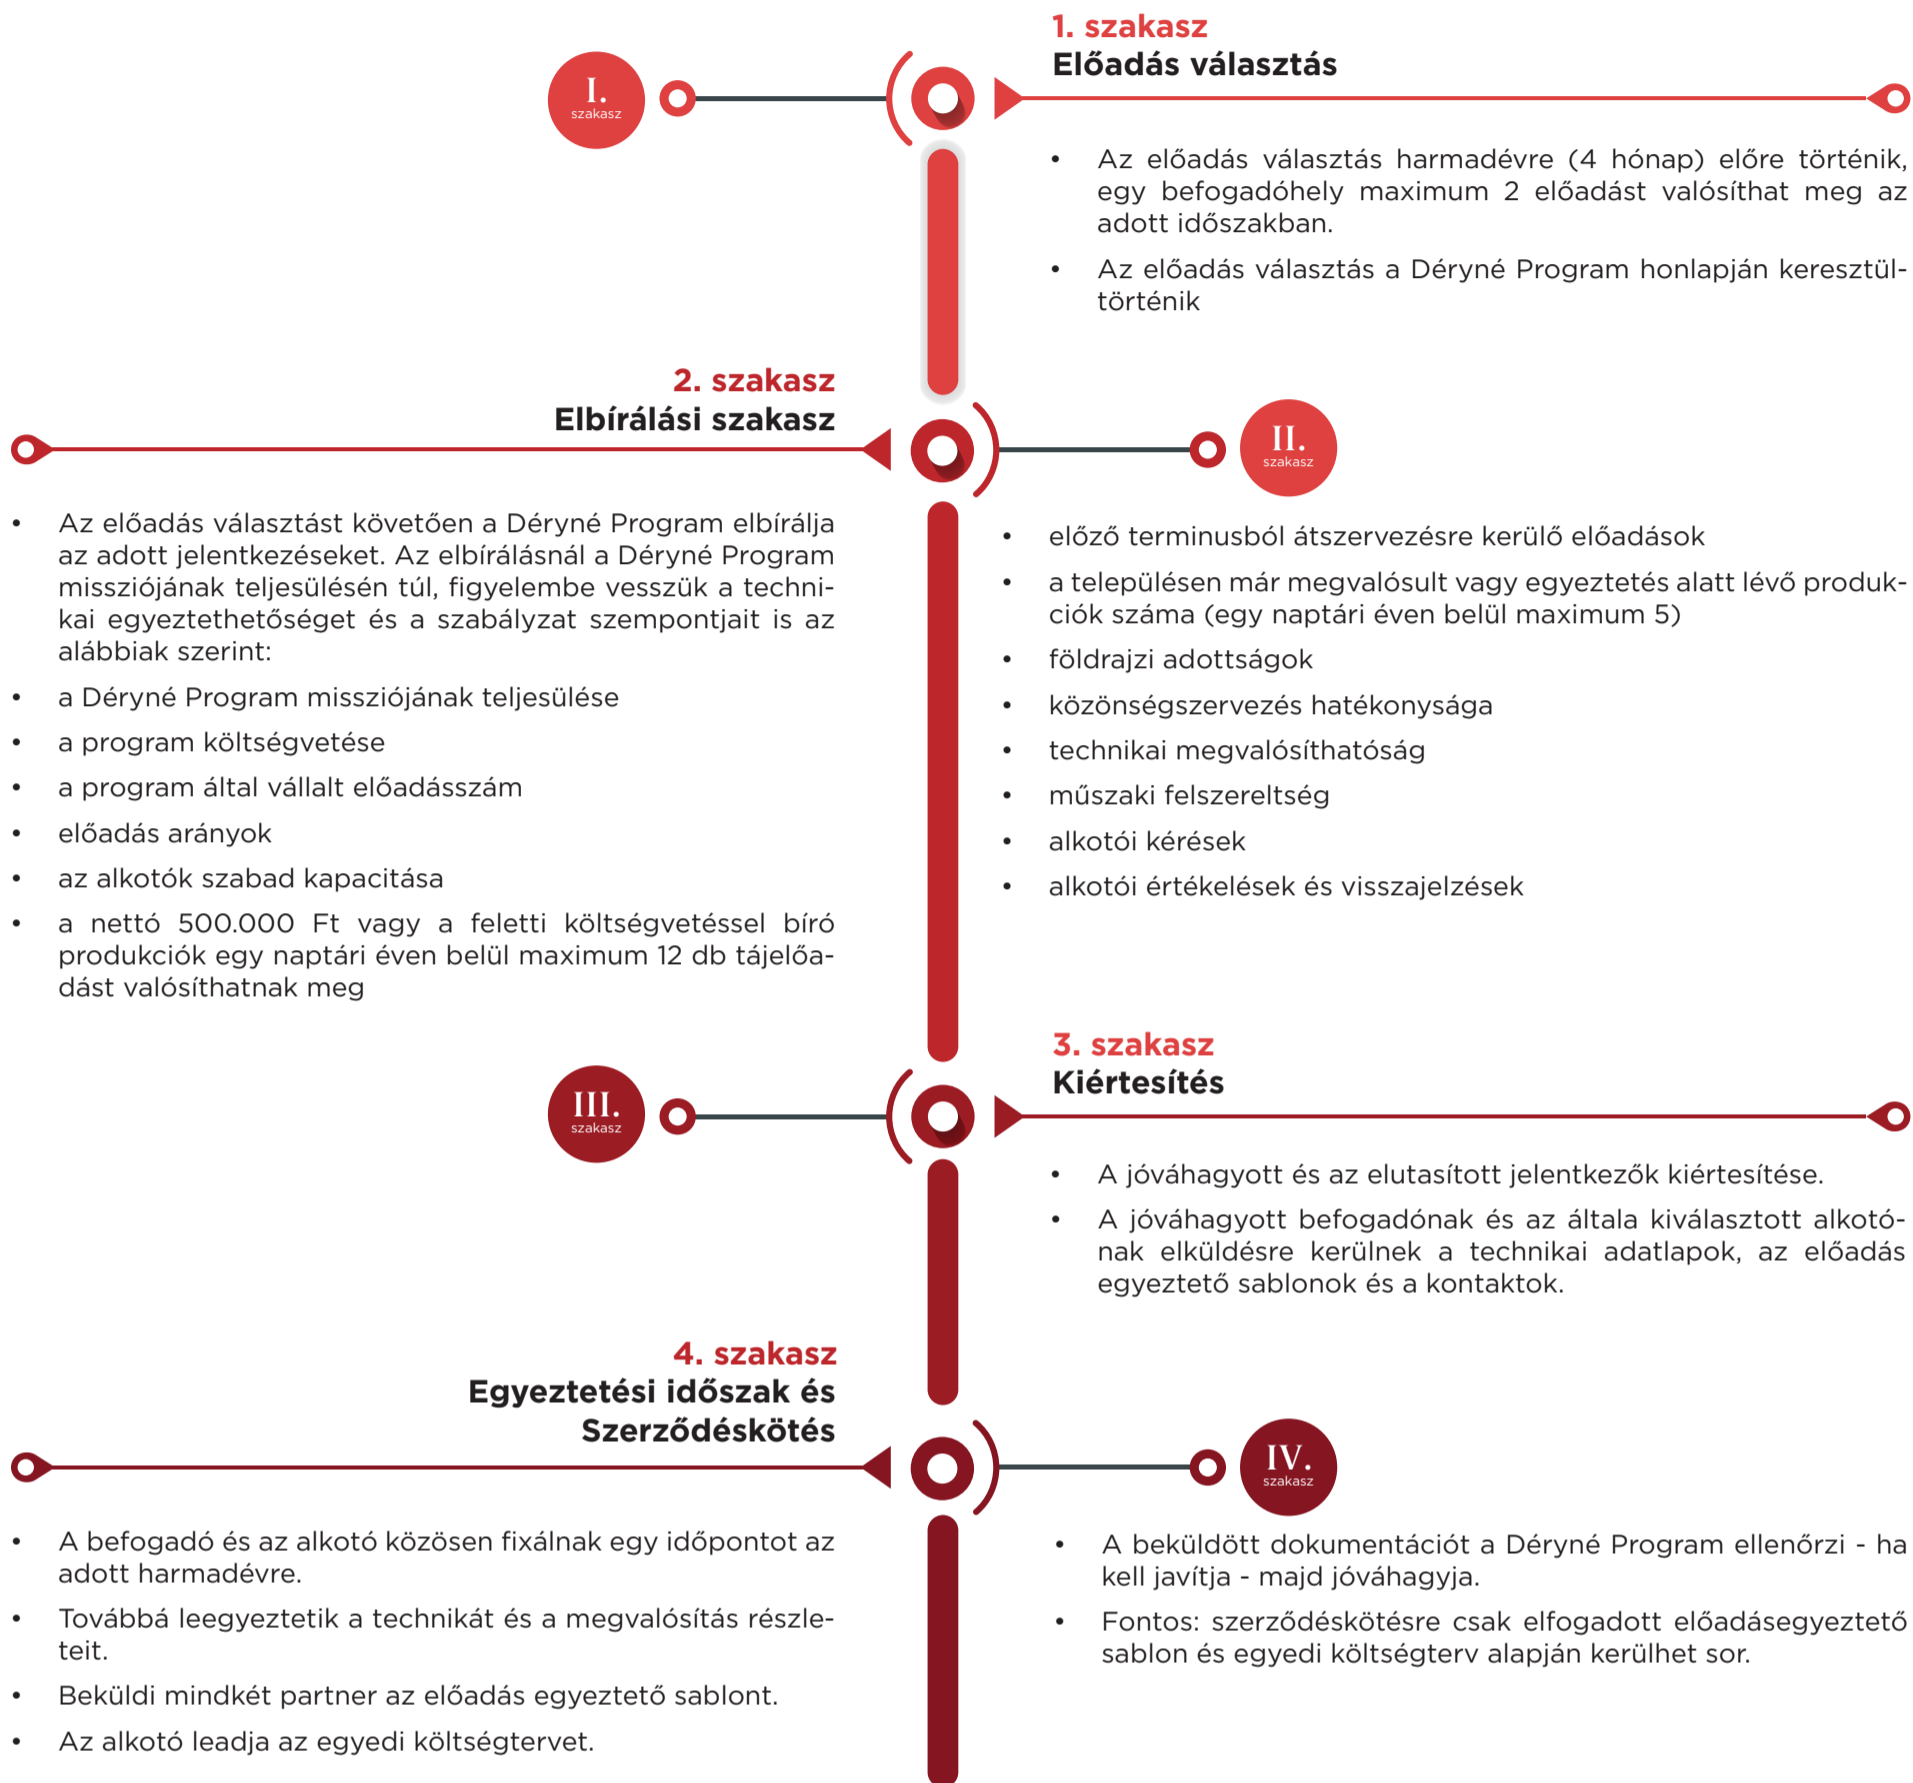 1. szakasz
Előadás választás
I.
szakasz
• Az előadás választás harmadévre (4 hónap) előre történik,
egy befogadóhely maximum 2 előadást valósíthat meg az
adott időszakban.
• Az előadás választás a Déryné Program honlapján keresztül-
történik
2. szakasz
Elbírálási szakasz
II.
szakasz
• Az előadás választást követően a Déryné Program elbírálja
az adott jelentkezéseket. Az elbírálásnál a Déryné Program
missziójának teljesülésén túl, figyelembe vesszük a techni-
kai egyeztethetőséget és a szabályzat szempontjait is az
alábbiak szerint:
• a Déryné Program missziójának teljesülése
• a program költségvetése
• a program által vállalt előadásszám
• előadás arányok
• az alkotók szabad kapacitása
• a nettó 500.000 Ft vagy a feletti költségvetéssel bíró
produkciók egy naptári éven belül maximum 12 db tájelőa-
dást valósíthatnak meg
• előző terminusból átszervezésre kerülő előadások
• a településen már megvalósult vagy egyeztetés alatt lévő produk-
ciók száma (egy naptári éven belül maximum 5)
• földrajzi adottságok
• közönségszervezés hatékonysága
• technikai megvalósíthatóság
• műszaki felszereltség
• alkotói kérések
• alkotói értékelések és visszajelzések
3. szakasz
Kiértesítés
III.
szakasz
• A jóváhagyott és az elutasított jelentkezők kiértesítése.
• A jóváhagyott befogadónak és az általa kiválasztott alkotó-
nak elküldésre kerülnek a technikai adatlapok, az előadás
egyeztető sablonok és a kontaktok.
4. szakasz
Egyeztetési időszak és
Szerződéskötés
IV.
szakasz
• A befogadó és az alkotó közösen fixálnak egy időpontot az
adott harmadévre.
• Továbbá leegyeztetik a technikát és a megvalósítás részle-
teit.
• Beküldi mindkét partner az előadás egyeztető sablont.
• Az alkotó leadja az egyedi költségtervet.
• A beküldött dokumentációt a Déryné Program ellenőrzi - ha
kell javítja - majd jóváhagyja.
• Fontos: szerződéskötésre csak elfogadott előadásegyeztető
sablon és egyedi költségterv alapján kerülhet sor.